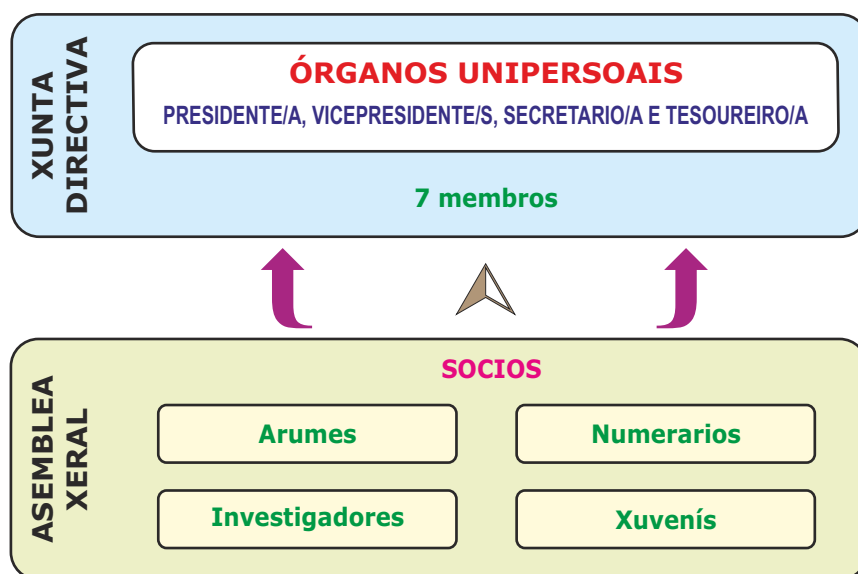 XUNTA
DIRECTIVA
ÓRGANOS UNIPERSOAIS
PRESIDENTE/A, VICEPRESIDENTE/S, SECRETARIO/A E TESOUREIRO/A
7 membros
ASEMBLEA
XERAL
SOCIOS
Arumes
Numerarios
Investigadores
Xuvenís